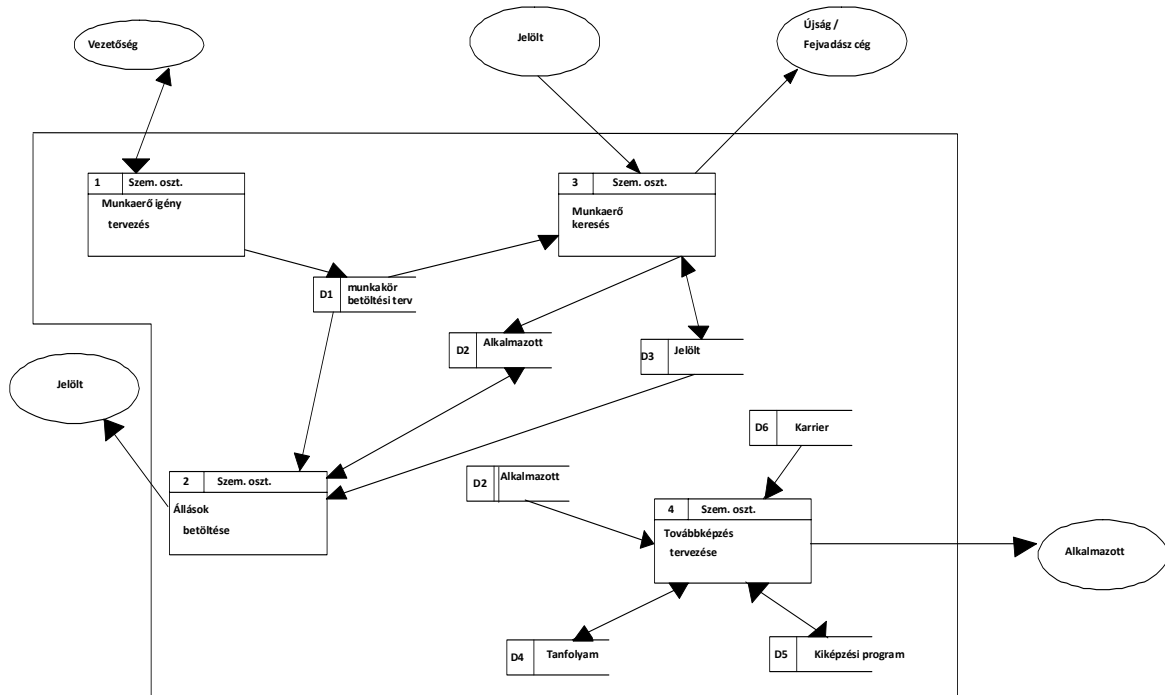 Vezetőség
Jelölt
Újság /
Fejvadász cég
1 Szem. oszt.
Munkaerő igény
tervezés
3 Szem. oszt.
Munkaerő
keresés
D1 munkakör
betöltési terv
D2 Alkalmazott
D3 Jelölt
Jelölt
D6 Karrier
2 Szem. oszt.
Állások
betöltése
D2 Alkalmazott
4 Szem. oszt.
Továbbképzés
tervezése
Alkalmazott
D4 Tanfolyam
D5 Kiképzési program